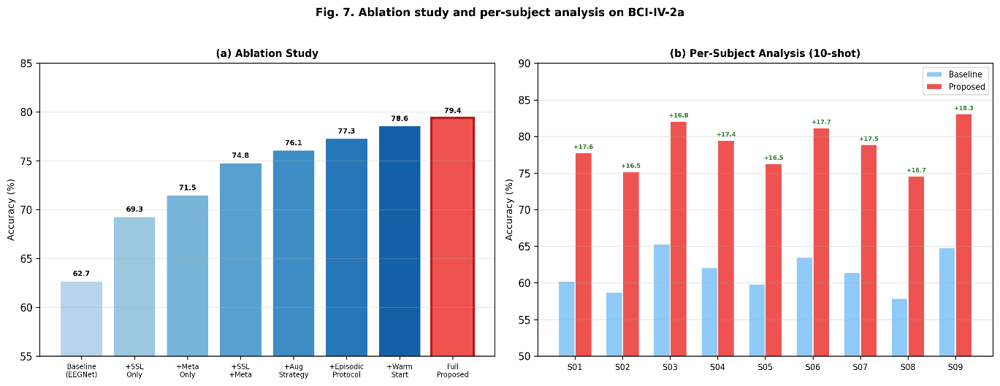 Fig. 7. Ablation study and per-subject analysis on BCI-IV-2a
(a) Ablation Study
Accuracy (%)
85
80
75
70
65
60
55
62.7
69.3
71.5
74.8
76.1
77.3
78.6
79.4
Baseline
(EEGNet)
+SSL
Only
+Meta
Only
+SSL
+Meta
+Aug
Strategy
+Episodic
Protocol
+Warm
Start
Full
Proposed
(b) Per-Subject Analysis (10-shot)
Accuracy (%)
90
85
80
75
70
65
60
55
50
Baseline
Proposed
+17.6
+16.5
+16.8
+17.4
+16.5
+17.7
+17.5
+16.7
+18.3
S01
S02
S03
S04
S05
S06
S07
S08
S09